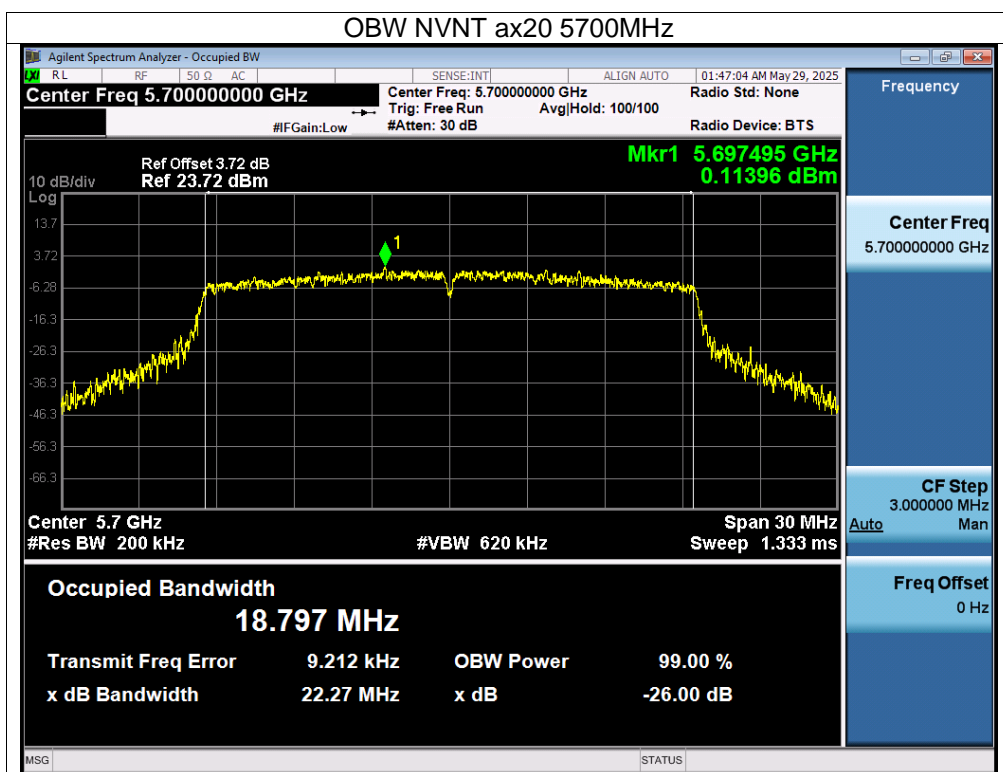 OBW NVNT ax20 5700MHz
Agilent Spectrum Analyzer - Occupied BW
LXI RL RF 50 Ω AC SENSE:INT ALIGN AUTO 01:47:04 AM May 29, 2025
Center Freq 5.700000000 GHz Center Freq: 5.700000000 GHz Radio Std: None
Trig: Free Run Avg|Hold: 100/100
#IFGain:Low #Atten: 30 dB Radio Device: BTS
Frequency
Mkr1 5.697495 GHz
0.11396 dBm
Ref Offset 3.72 dB
10 dB/div Ref 23.72 dBm
Log
13.7
3.72
-6.28
-16.3
-26.3
-36.3
-46.3
-56.3
-66.3
1
Center 5.7 GHz Span 30 MHz
#Res BW 200 kHz #VBW 620 kHz Sweep 1.333 ms
Center Freq
5.700000000 GHz
CF Step
3.000000 MHz
Auto Man
Freq Offset
0 Hz
Occupied Bandwidth
18.797 MHz
Transmit Freq Error 9.212 kHz OBW Power 99.00 %
x dB Bandwidth 22.27 MHz x dB -26.00 dB
MSG STATUS